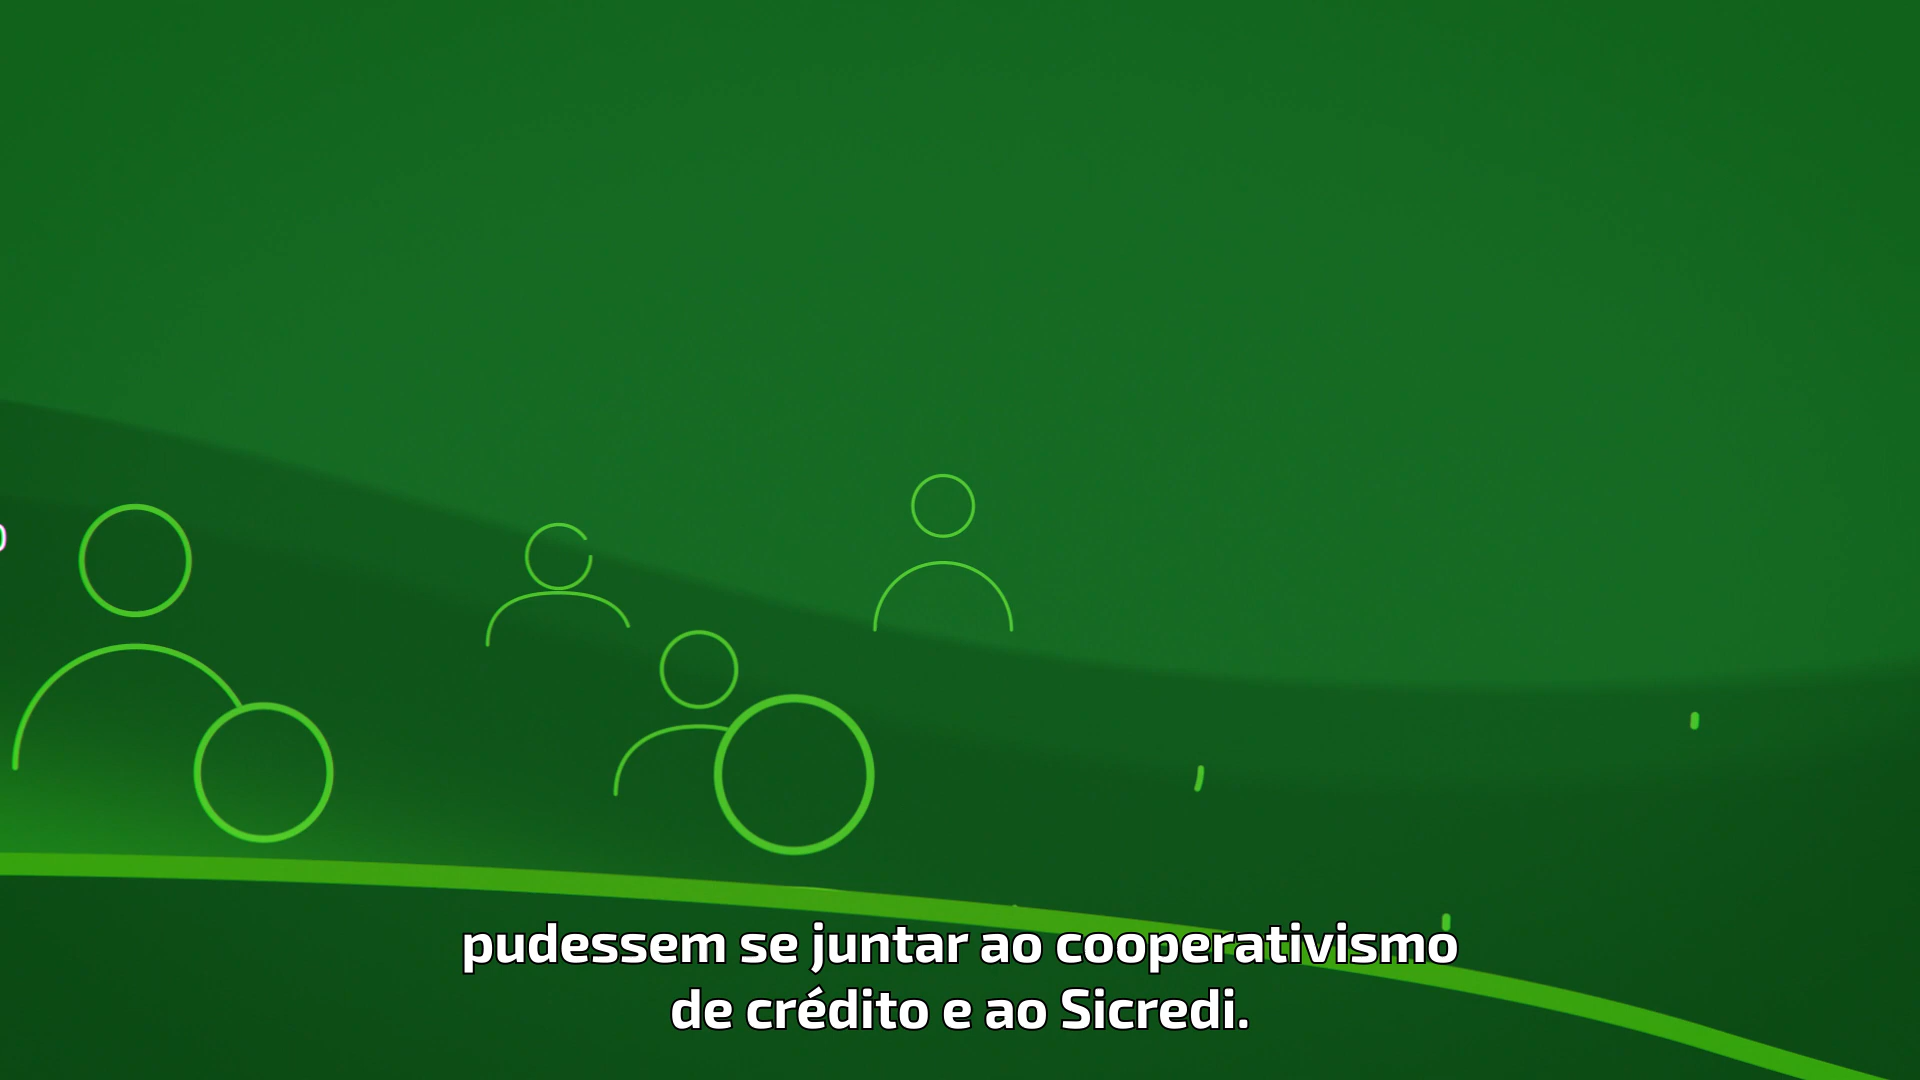 pudessem se juntar ao cooperativismo
de crédito e ao Sicredi.